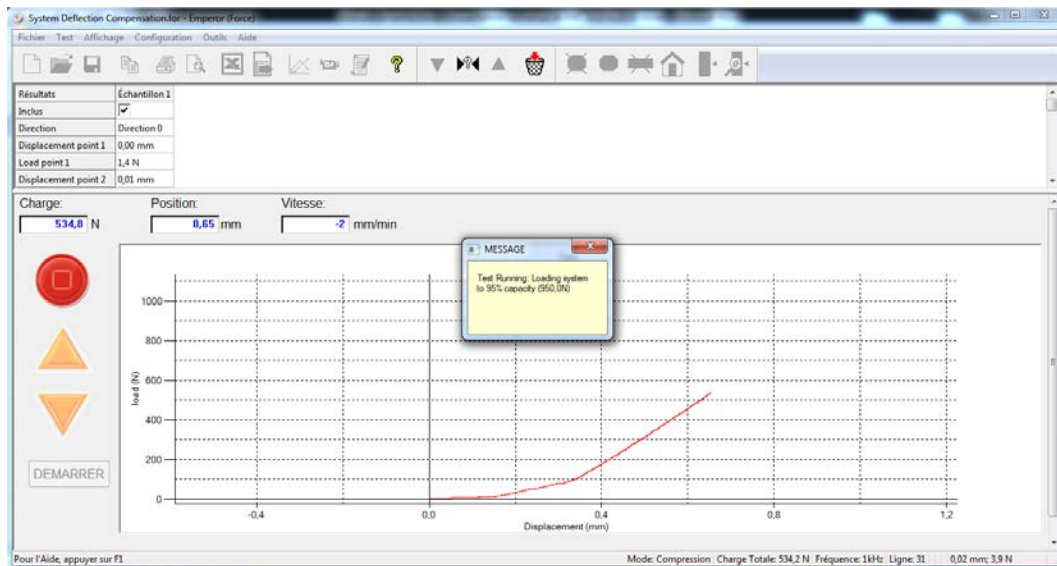 System Deflection Compensation.for - Emperor (Force)
Fichier Test Affichage Configuration Outils Aide
Résultats Échantillon 1
Inclus
Direction Direction 0
Displacement point 1 0,00 mm
Load point 1 1,4 N
Displacement point 2 0,01 mm
Charge: Position: Vitesse:
534,8 N 0,65 mm -2 mm/min
MESSAGE
Test Running: Loading system
to 95% capacity (950,0N)
1000
800
600
400
200
0
load (N)
-0,4 0,0 0,4 0,8 1,2
Displacement (mm)
DEMARRER
Pour l'Aide, appuyer sur F1 Mode: Compression Charge Totale: 534,2 N Fréquence: 1kHz Ligne: 31 0,02 mm; 3,9 N